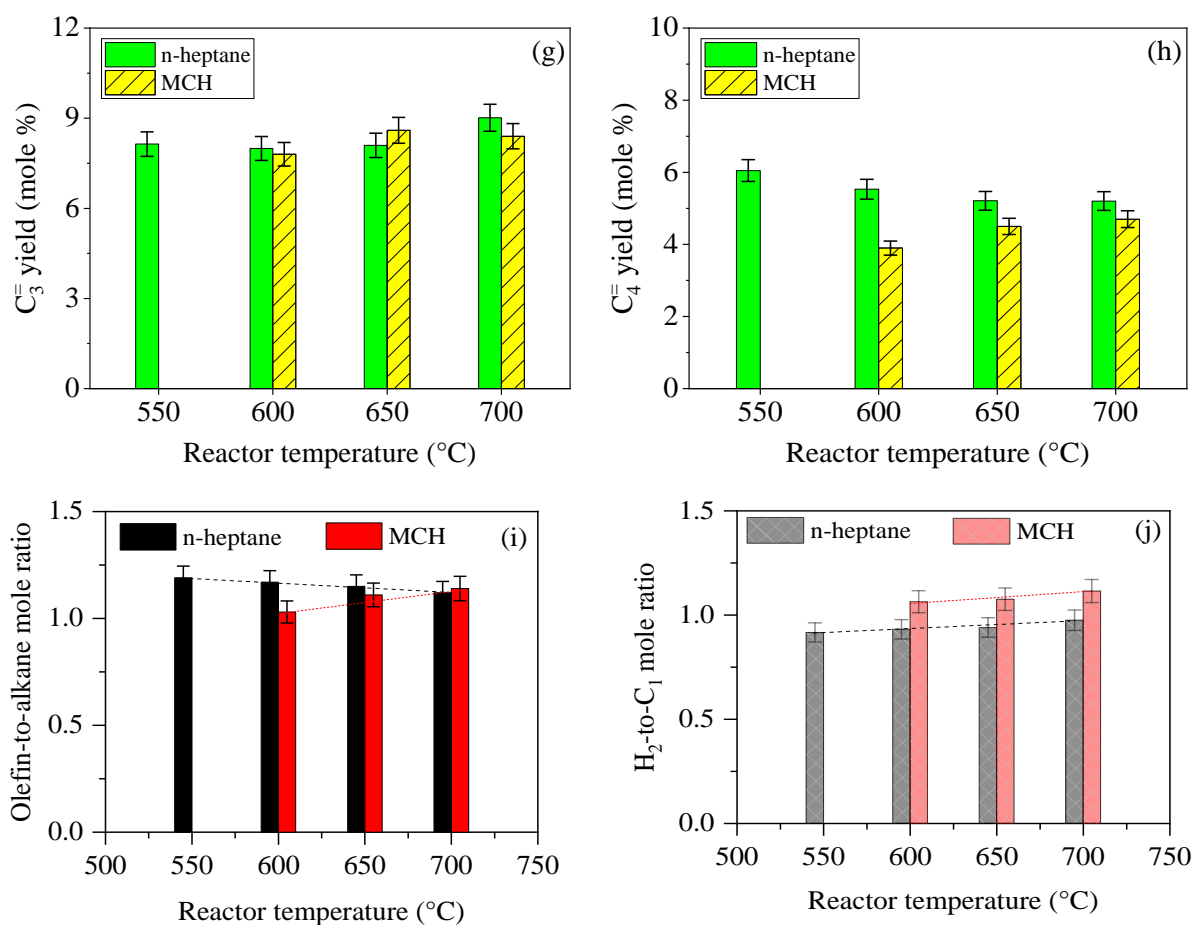 12
9
6
3
0
C₃⁼ yield (mole %)
n-heptane
MCH
(g)
550 600 650 700
Reactor temperature (°C)
10
8
6
4
2
0
C₄⁼ yield (mole %)
n-heptane
MCH
(h)
550 600 650 700
Reactor temperature (°C)
1.5
1.0
0.5
0.0
Olefin-to-alkane mole ratio
n-heptane MCH (i)
500 550 600 650 700 750
Reactor temperature (°C)
1.5
1.0
0.5
0.0
H₂-to-C₁ mole ratio
n-heptane MCH (j)
500 550 600 650 700 750
Reactor temperature (°C)